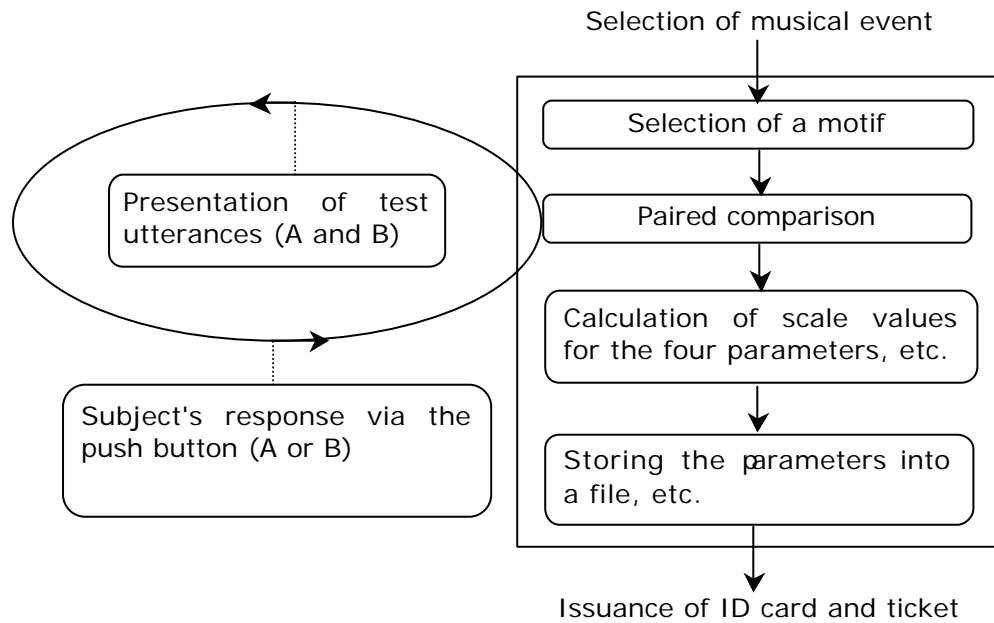 Selection of musical event
Selection of a motif
Presentation of test
utterances (A and B)
Paired comparison
Calculation of scale values
for the four parameters, etc.
Subject's response via the
push button (A or B)
Storing the parameters into
a file, etc.
Issuance of ID card and ticket